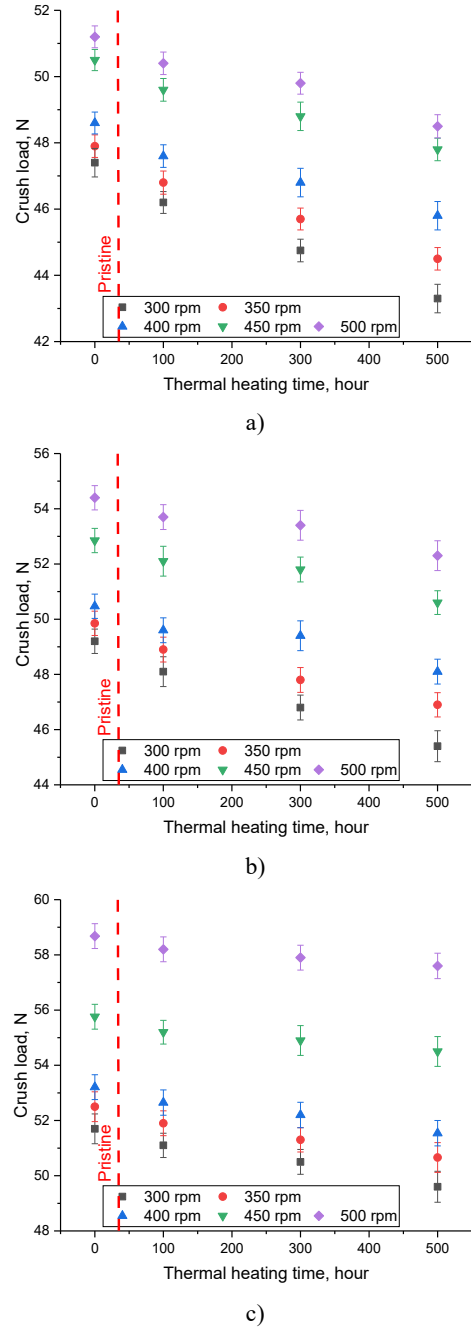 52
50
48
46
44
42
Crush load, N
Pristine
300 rpm 350 rpm
400 rpm 450 rpm 500 rpm
0 100 200 300 400 500
Thermal heating time, hour
a)
56
54
52
50
48
46
44
Crush load, N
Pristine
300 rpm 350 rpm
400 rpm 450 rpm 500 rpm
0 100 200 300 400 500
Thermal heating time, hour
b)
60
58
56
54
52
50
48
Crush load, N
Pristine
300 rpm 350 rpm
400 rpm 450 rpm 500 rpm
0 100 200 300 400 500
Thermal heating time, hour
c)